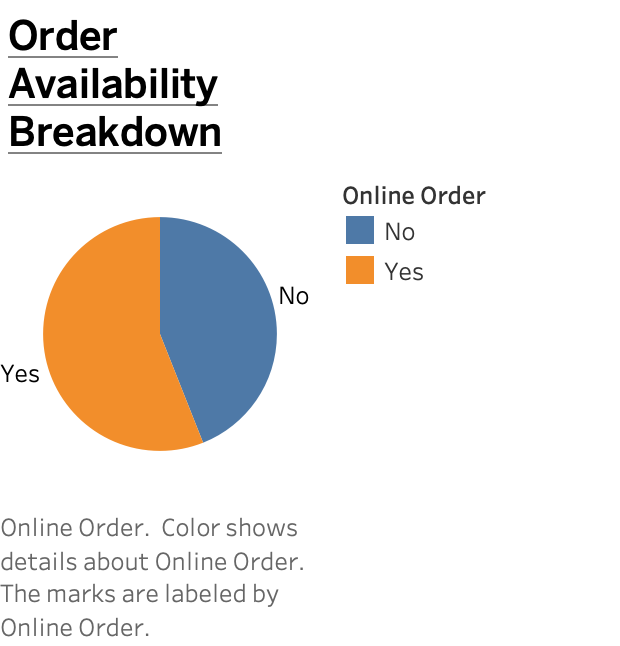 Order
Availability
Breakdown
Online Order
No
Yes
No
Yes
Online Order.  Color shows
details about Online Order.
The marks are labeled by
Online Order.